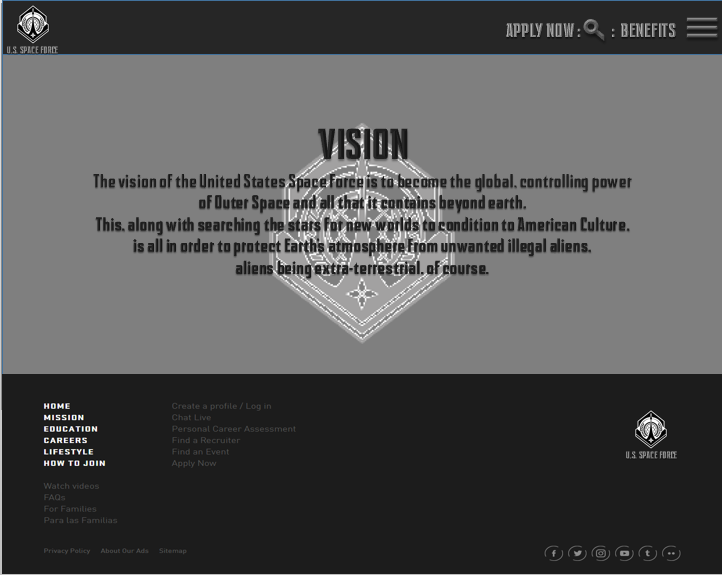 U.S. SPACE FORCE
APPLY NOW : : BENEFITS
VISION
The vision of the United States Space Force is to become the global, controlling power
of Outer Space and all that it contains beyond earth.
This, along with searching the stars for new worlds to condition to American Culture,
is all in order to protect Earth's atmosphere from unwanted illegal aliens,
aliens being extra-terrestrial, of course.
HOME
MISSION
EDUCATION
CAREERS
LIFESTYLE
HOW TO JOIN
Watch videos
FAQs
For Families
Para las Familias
Create a profile / Log in
Chat Live
Personal Career Assessment
Find a Recruiter
Find an Event
Apply Now
U.S. SPACE FORCE
Privacy Policy About Our Ads Sitemap